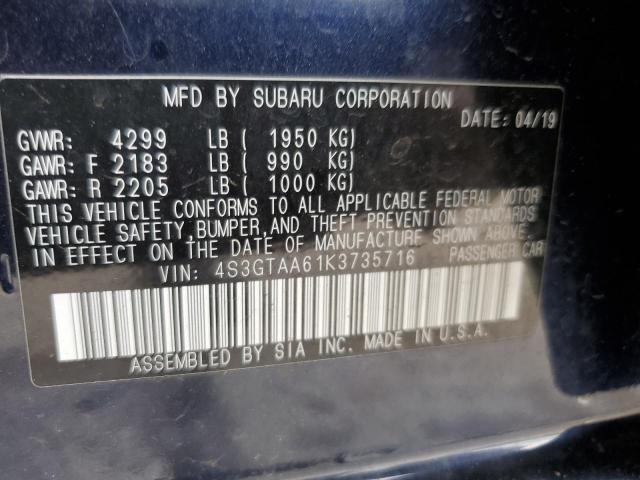 MFD BY SUBARU CORPORATION
DATE: 04/19
GVWR: 4299 LB ( 1950 KG)
GAWR: F 2183 LB ( 990 KG)
GAWR: R 2205 LB ( 1000 KG)
THIS VEHICLE CONFORMS TO ALL APPLICABLE FEDERAL MOTOR
VEHICLE SAFETY,BUMPER,AND THEFT PREVENTION STANDARDS
IN EFFECT ON THE DATE OF MANUFACTURE SHOWN ABOVE.
VIN: 4S3GTAA61K3735716 PASSENGER CAR
ASSEMBLED BY SIA INC. MADE IN U.S.A.